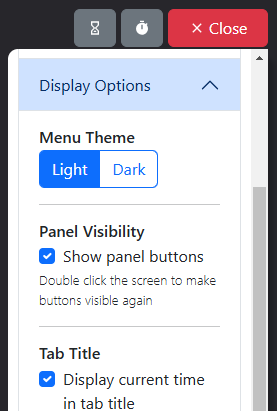 Close
Display Options
Menu Theme
Light Dark
Panel Visibility
Show panel buttons
Double click the screen to make
buttons visible again
Tab Title
Display current time
in tab title